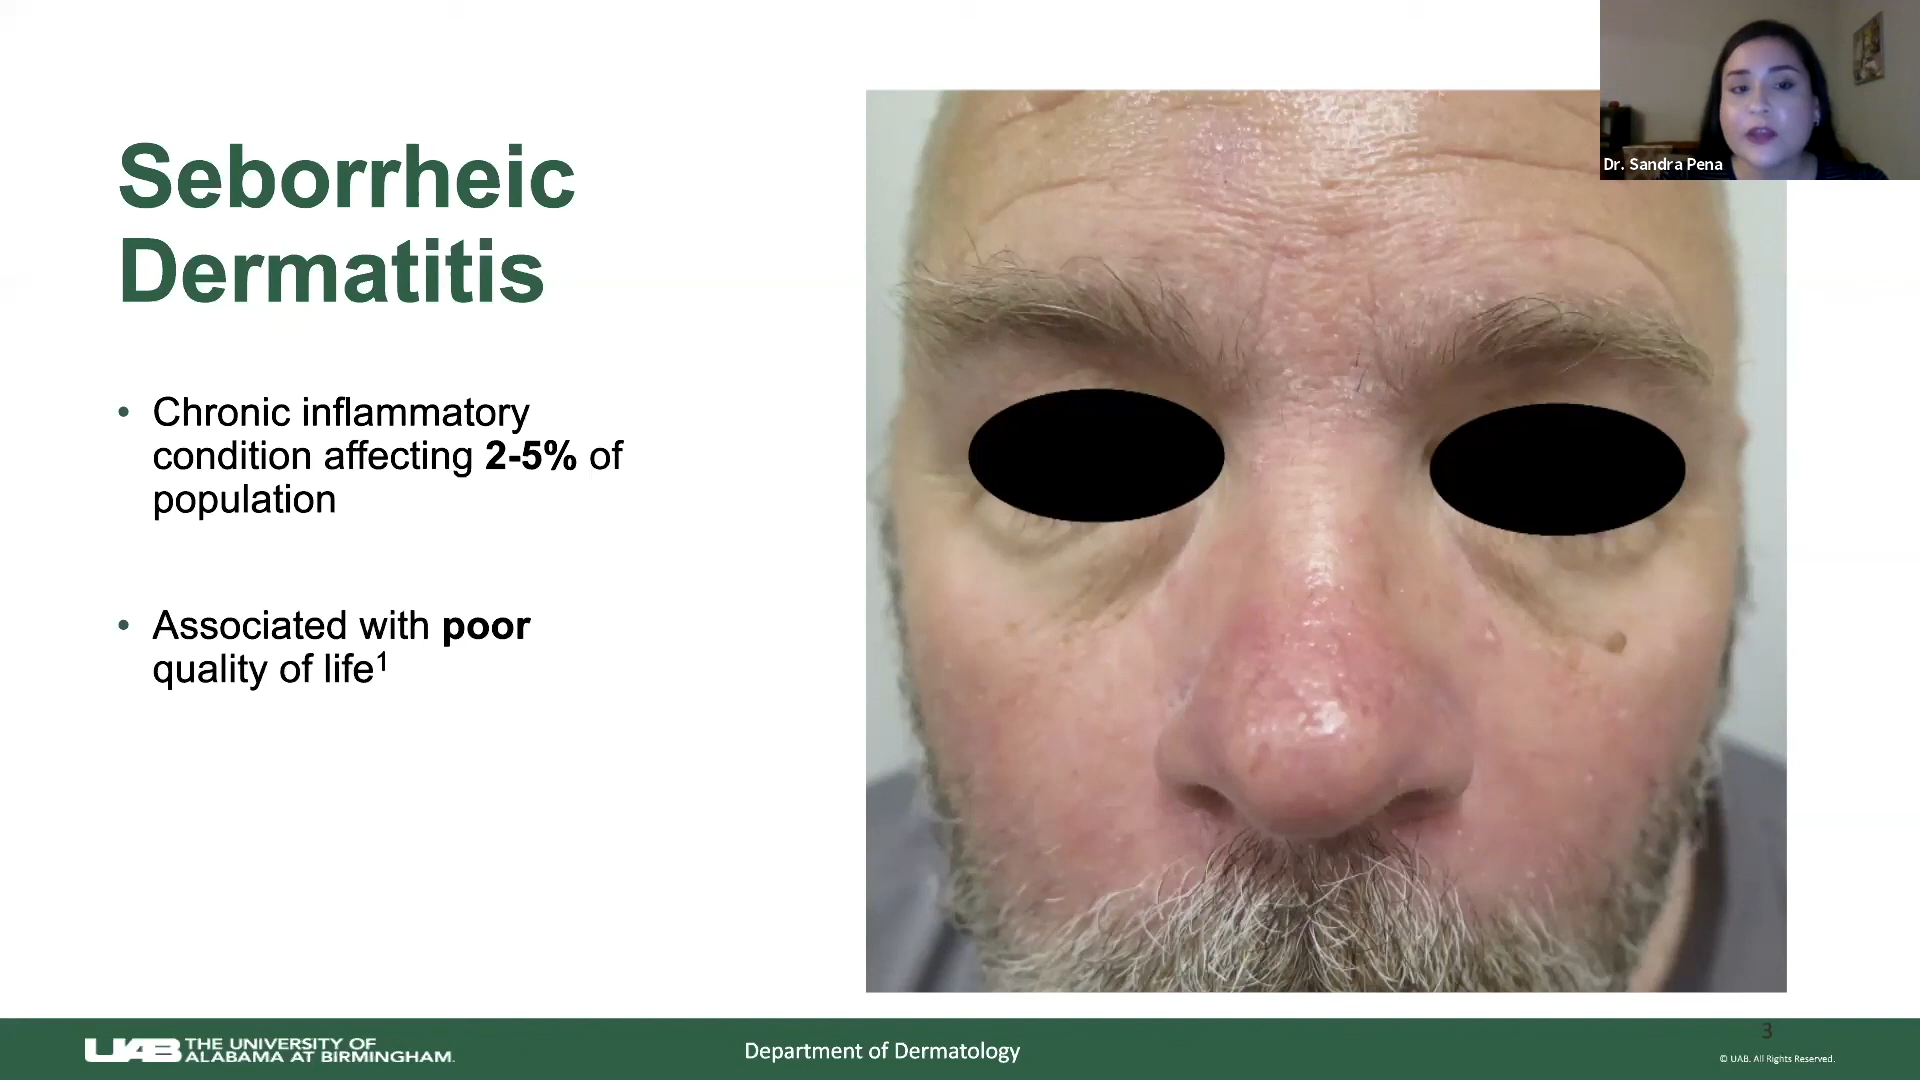 Dr. Sandra Pena
Seborrheic
Dermatitis
• Chronic inflammatory
condition affecting 2-5% of
population
• Associated with poor
quality of life¹
UAB THE UNIVERSITY OF
ALABAMA AT BIRMINGHAM.
Department of Dermatology
3
© UAB. All Rights Reserved.